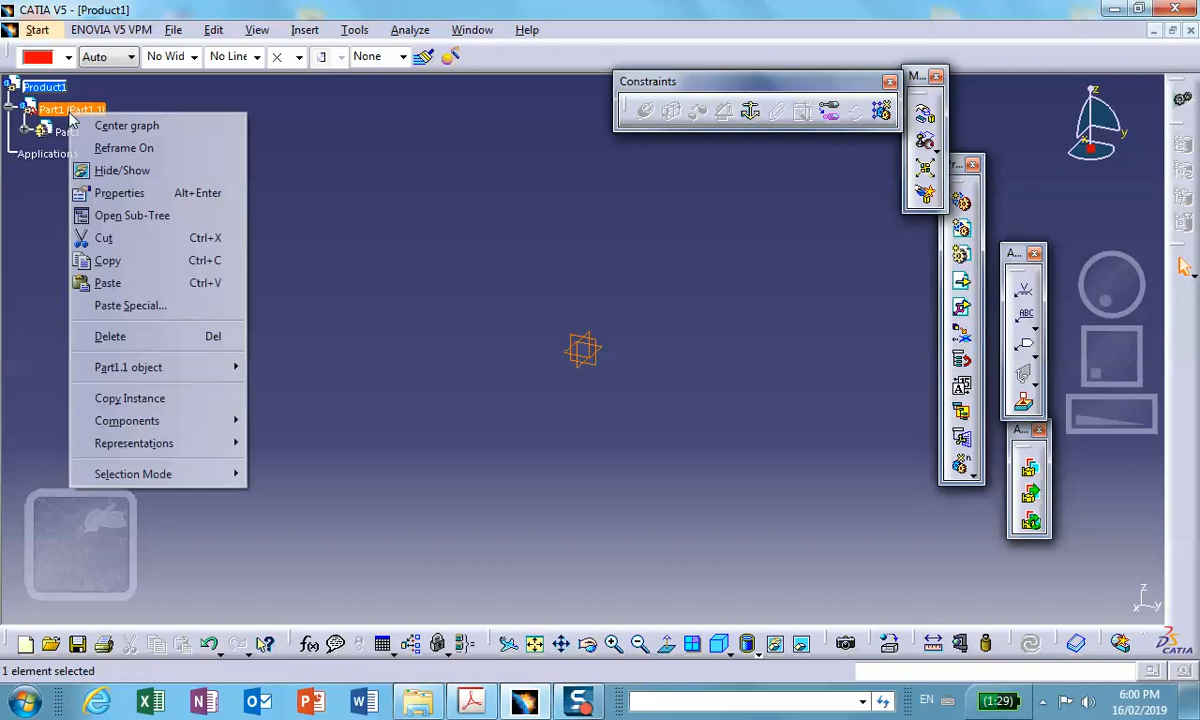 CATIA V5 - [Product1]
Start ENOVIA V5 VPM File Edit View Insert Tools Analyze Window Help
Auto No Wid No Line None
Product1
Part1 (Part1.1)
Part
Applications
Center graph
Reframe On
Hide/Show
Properties Alt+Enter
Open Sub-Tree
Cut Ctrl+X
Copy Ctrl+C
Paste Ctrl+V
Paste Special...
Delete Del
Part1.1 object
Copy Instance
Components
Representations
Selection Mode
Constraints
M...
r...
A...
ABC
A...
z
y
x
z
y
x
f(x)
CATIA
1 element selected
EN
(1:29)
6:00 PM
16/02/2019